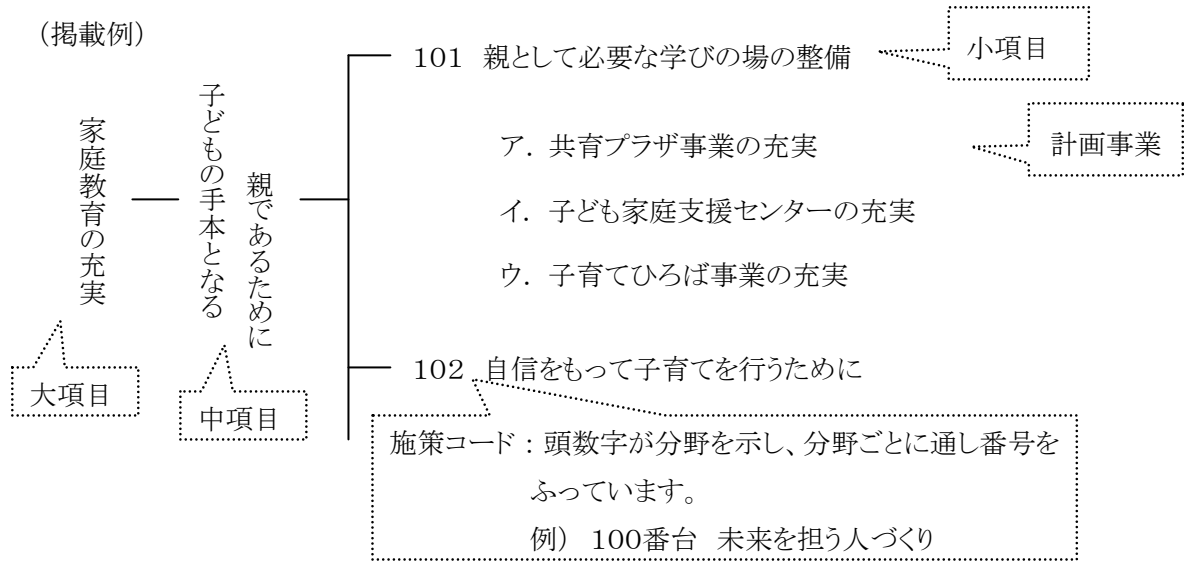 （掲載例）
家庭教育の充実
大項目
子どもの手本となる
親であるために
中項目
101 親として必要な学びの場の整備
小項目
ア．共育プラザ事業の充実
計画事業
イ．子ども家庭支援センターの充実
ウ．子育てひろば事業の充実
102 自信をもって子育てを行うために
施策コード：頭数字が分野を示し、分野ごとに通し番号を
ふっています。
例） 100番台 未来を担う人づくり